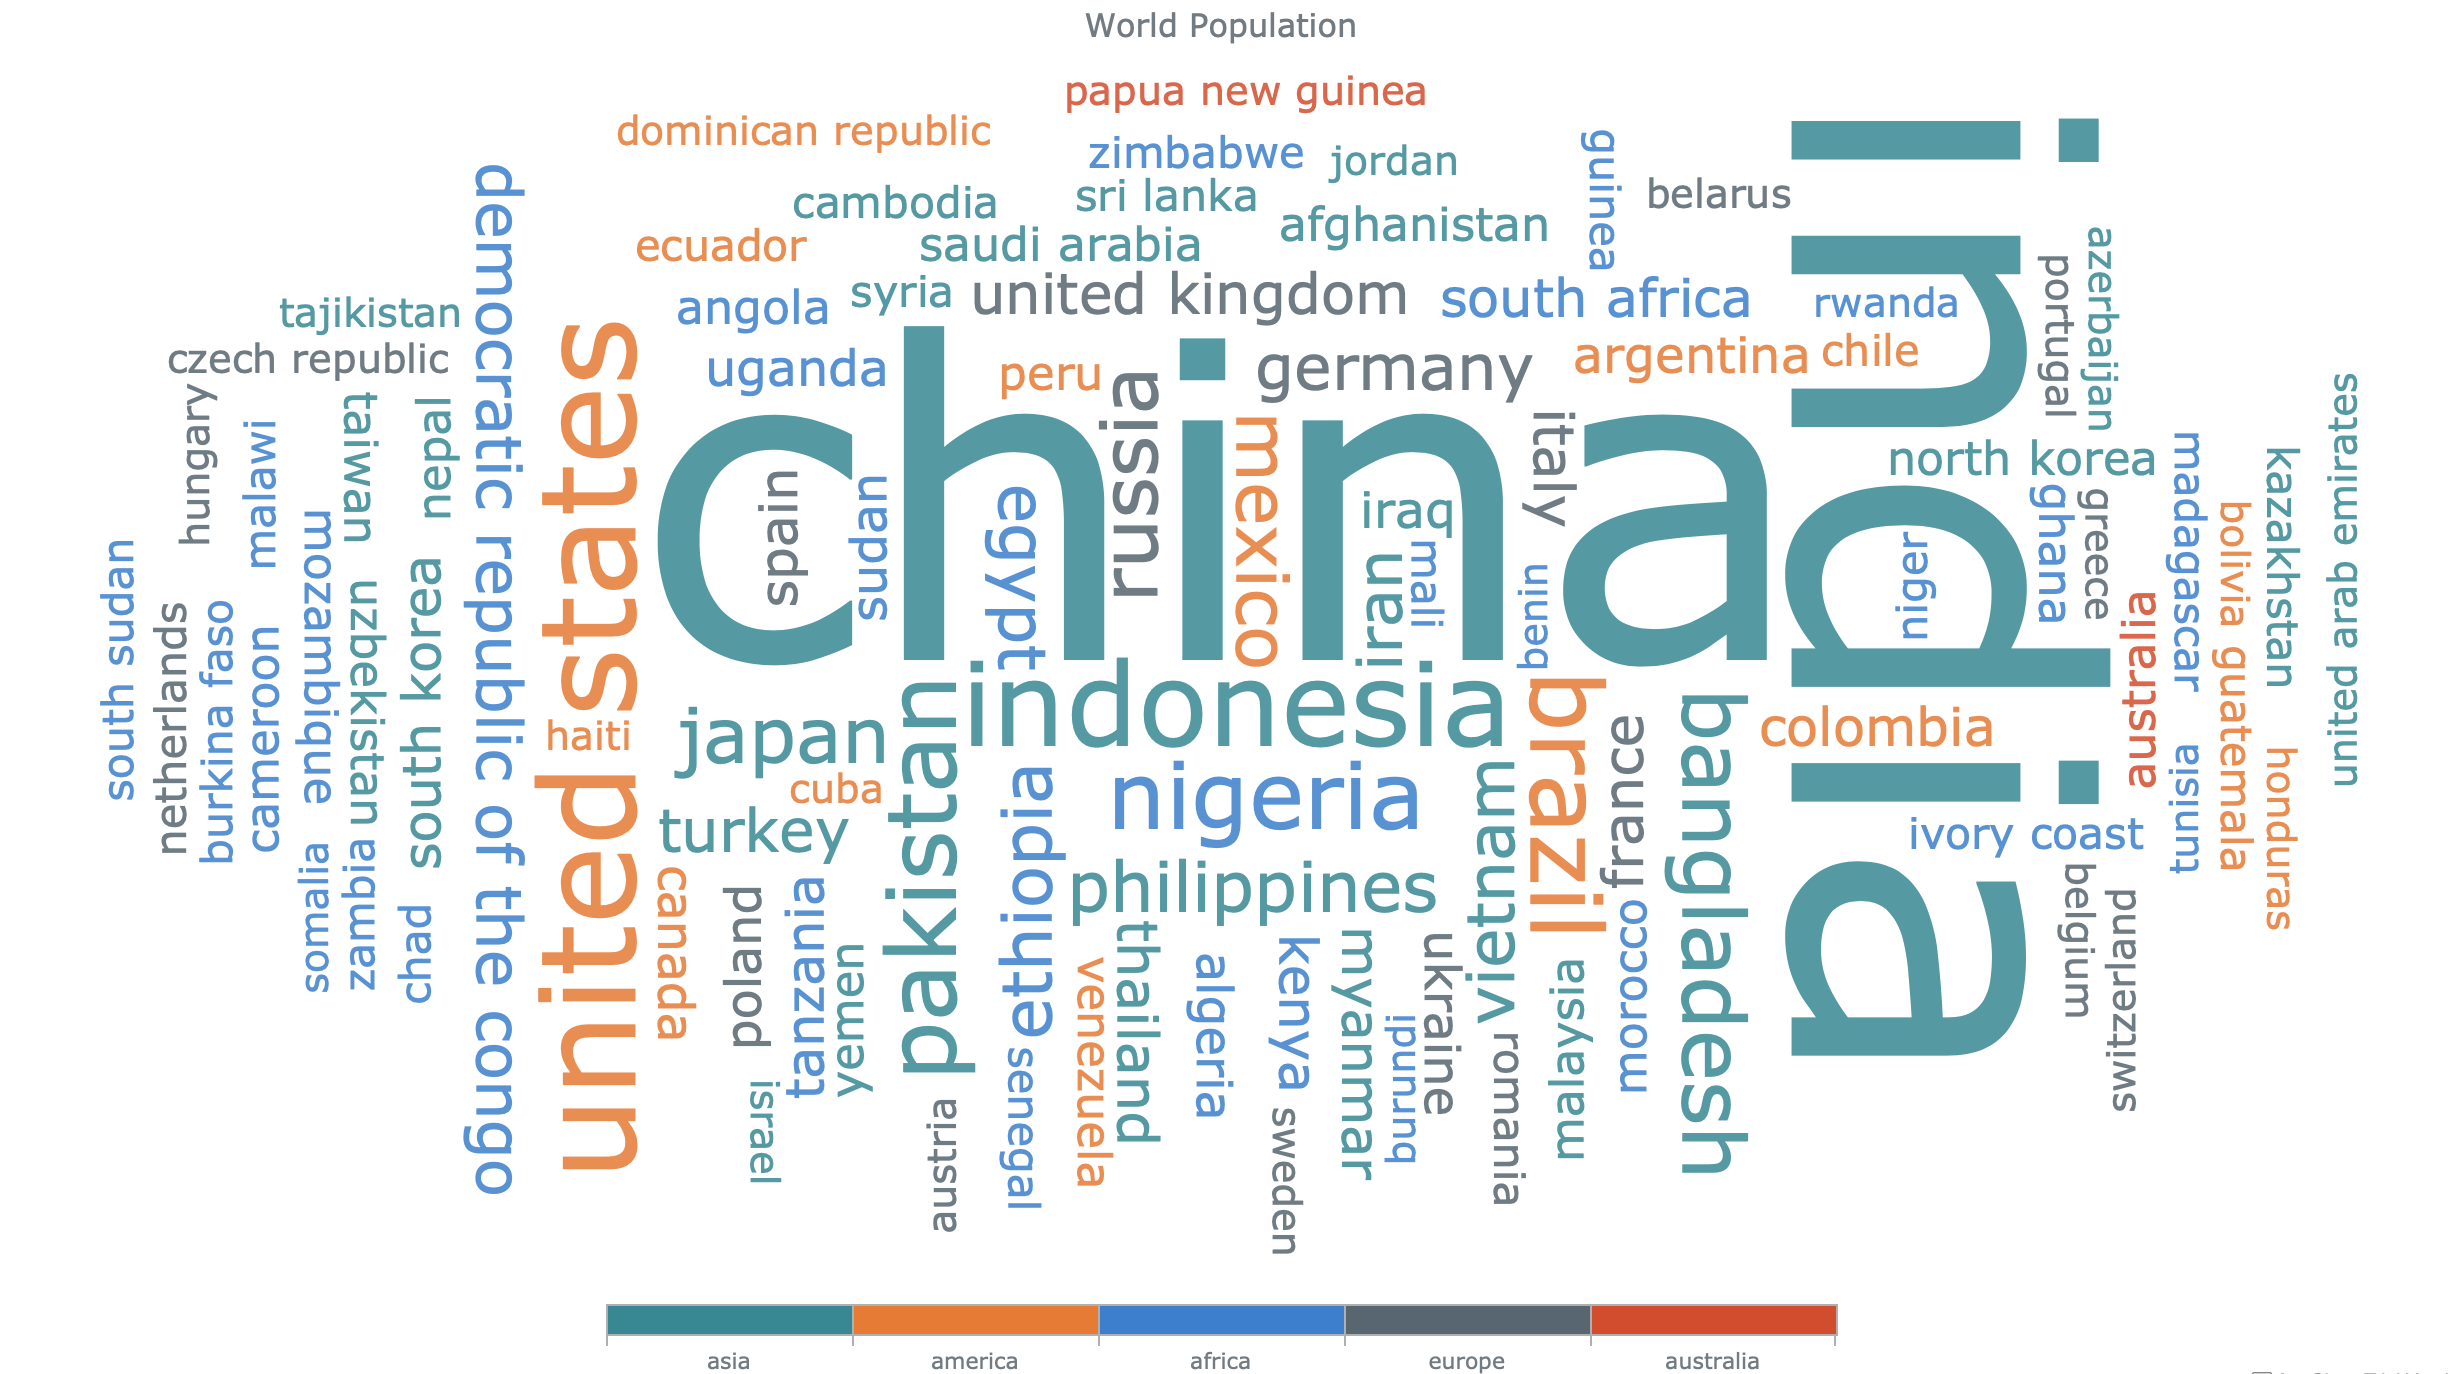 World Population
papua new guinea
dominican republic
zimbabwe
jordan
guinea
belarus
cambodia
sri lanka
afghanistan
ecuador
saudi arabia
syria
united kingdom
south africa
rwanda
portugal
azerbaijan
tajikistan
angola
democratic republic of the congo
united states
czech republic
uganda
peru
germany
argentina
chile
china
india
russia
mexico
italy
hungary
malawi
taiwan
nepal
spain
sudan
egypt
iraq
iran
mali
benin
niger
north korea
ghana
greece
madagascar
bolivia
kazakhstan
united arab emirates
south sudan
netherlands
burkina faso
cameroon
mozambique
uzbekistan
south korea
haiti
japan
cuba
turkey
pakistan
indonesia
nigeria
ethiopia
philippines
vietnam
brazil
france
bangladesh
colombia
australia
ivory coast
tunisia
guatemala
honduras
somalia
zambia
chad
canada
poland
tanzania
yemen
israel
austria
senegal
venezuela
thailand
algeria
kenya
sweden
myanmar
burundi
ukraine
romania
malaysia
morocco
belgium
switzerland
asia
america
africa
europe
australia